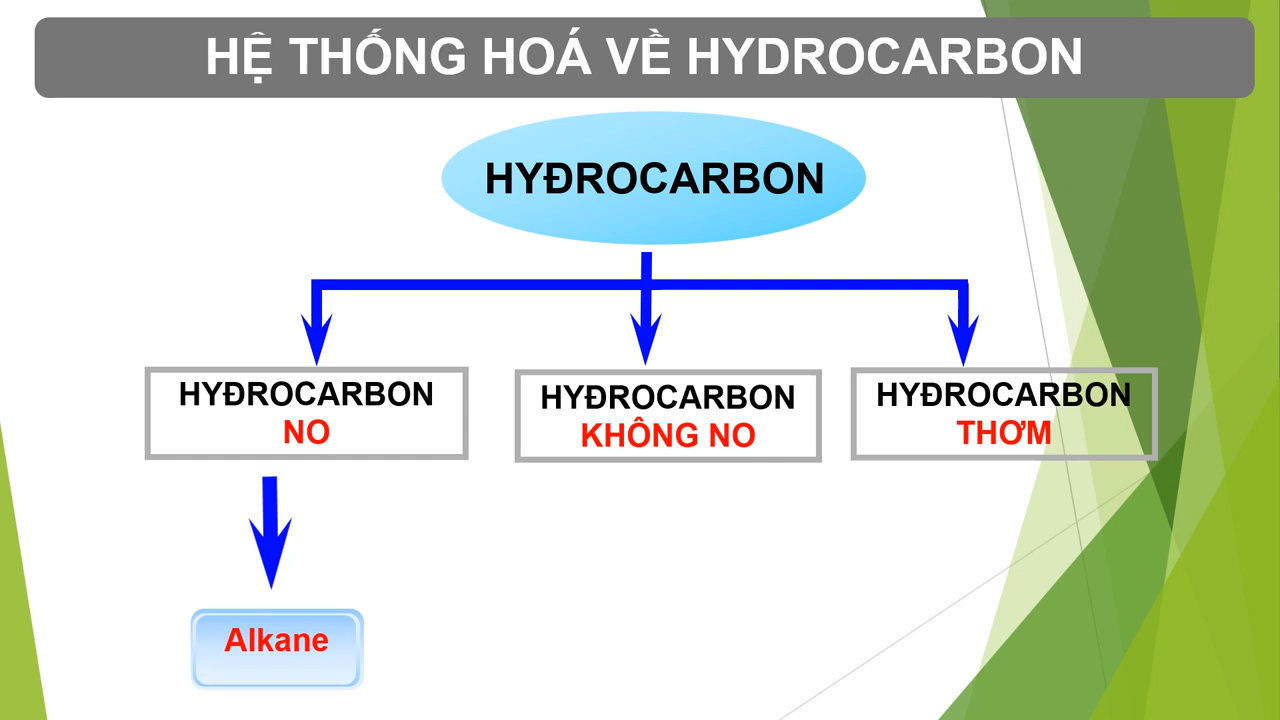 HỆ THỐNG HOÁ VỀ HYDROCARBON
HYĐROCARBON
HYĐROCARBON
NO
HYĐROCARBON
KHÔNG NO
HYĐROCARBON
THƠM
Alkane